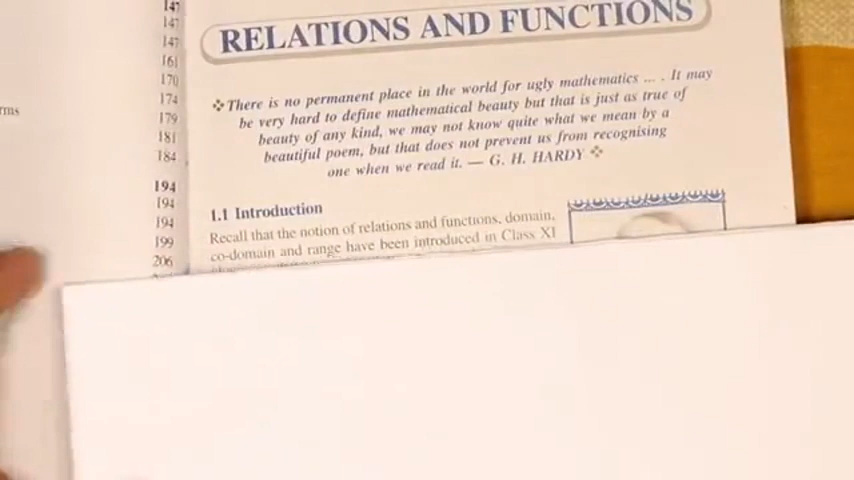 147
147
147
161
170
174
179
181
184
194
194
194
199
206
rms
RELATIONS AND FUNCTIONS
❖There is no permanent place in the world for ugly mathematics ... . It may
be very hard to define mathematical beauty but that is just as true of
beauty of any kind, we may not know quite what we mean by a
beautiful poem, but that does not prevent us from recognising
one when we read it. — G. H. HARDY ❖
1.1 Introduction
Recall that the notion of relations and functions, domain,
co-domain and range have been introduced in Class XI